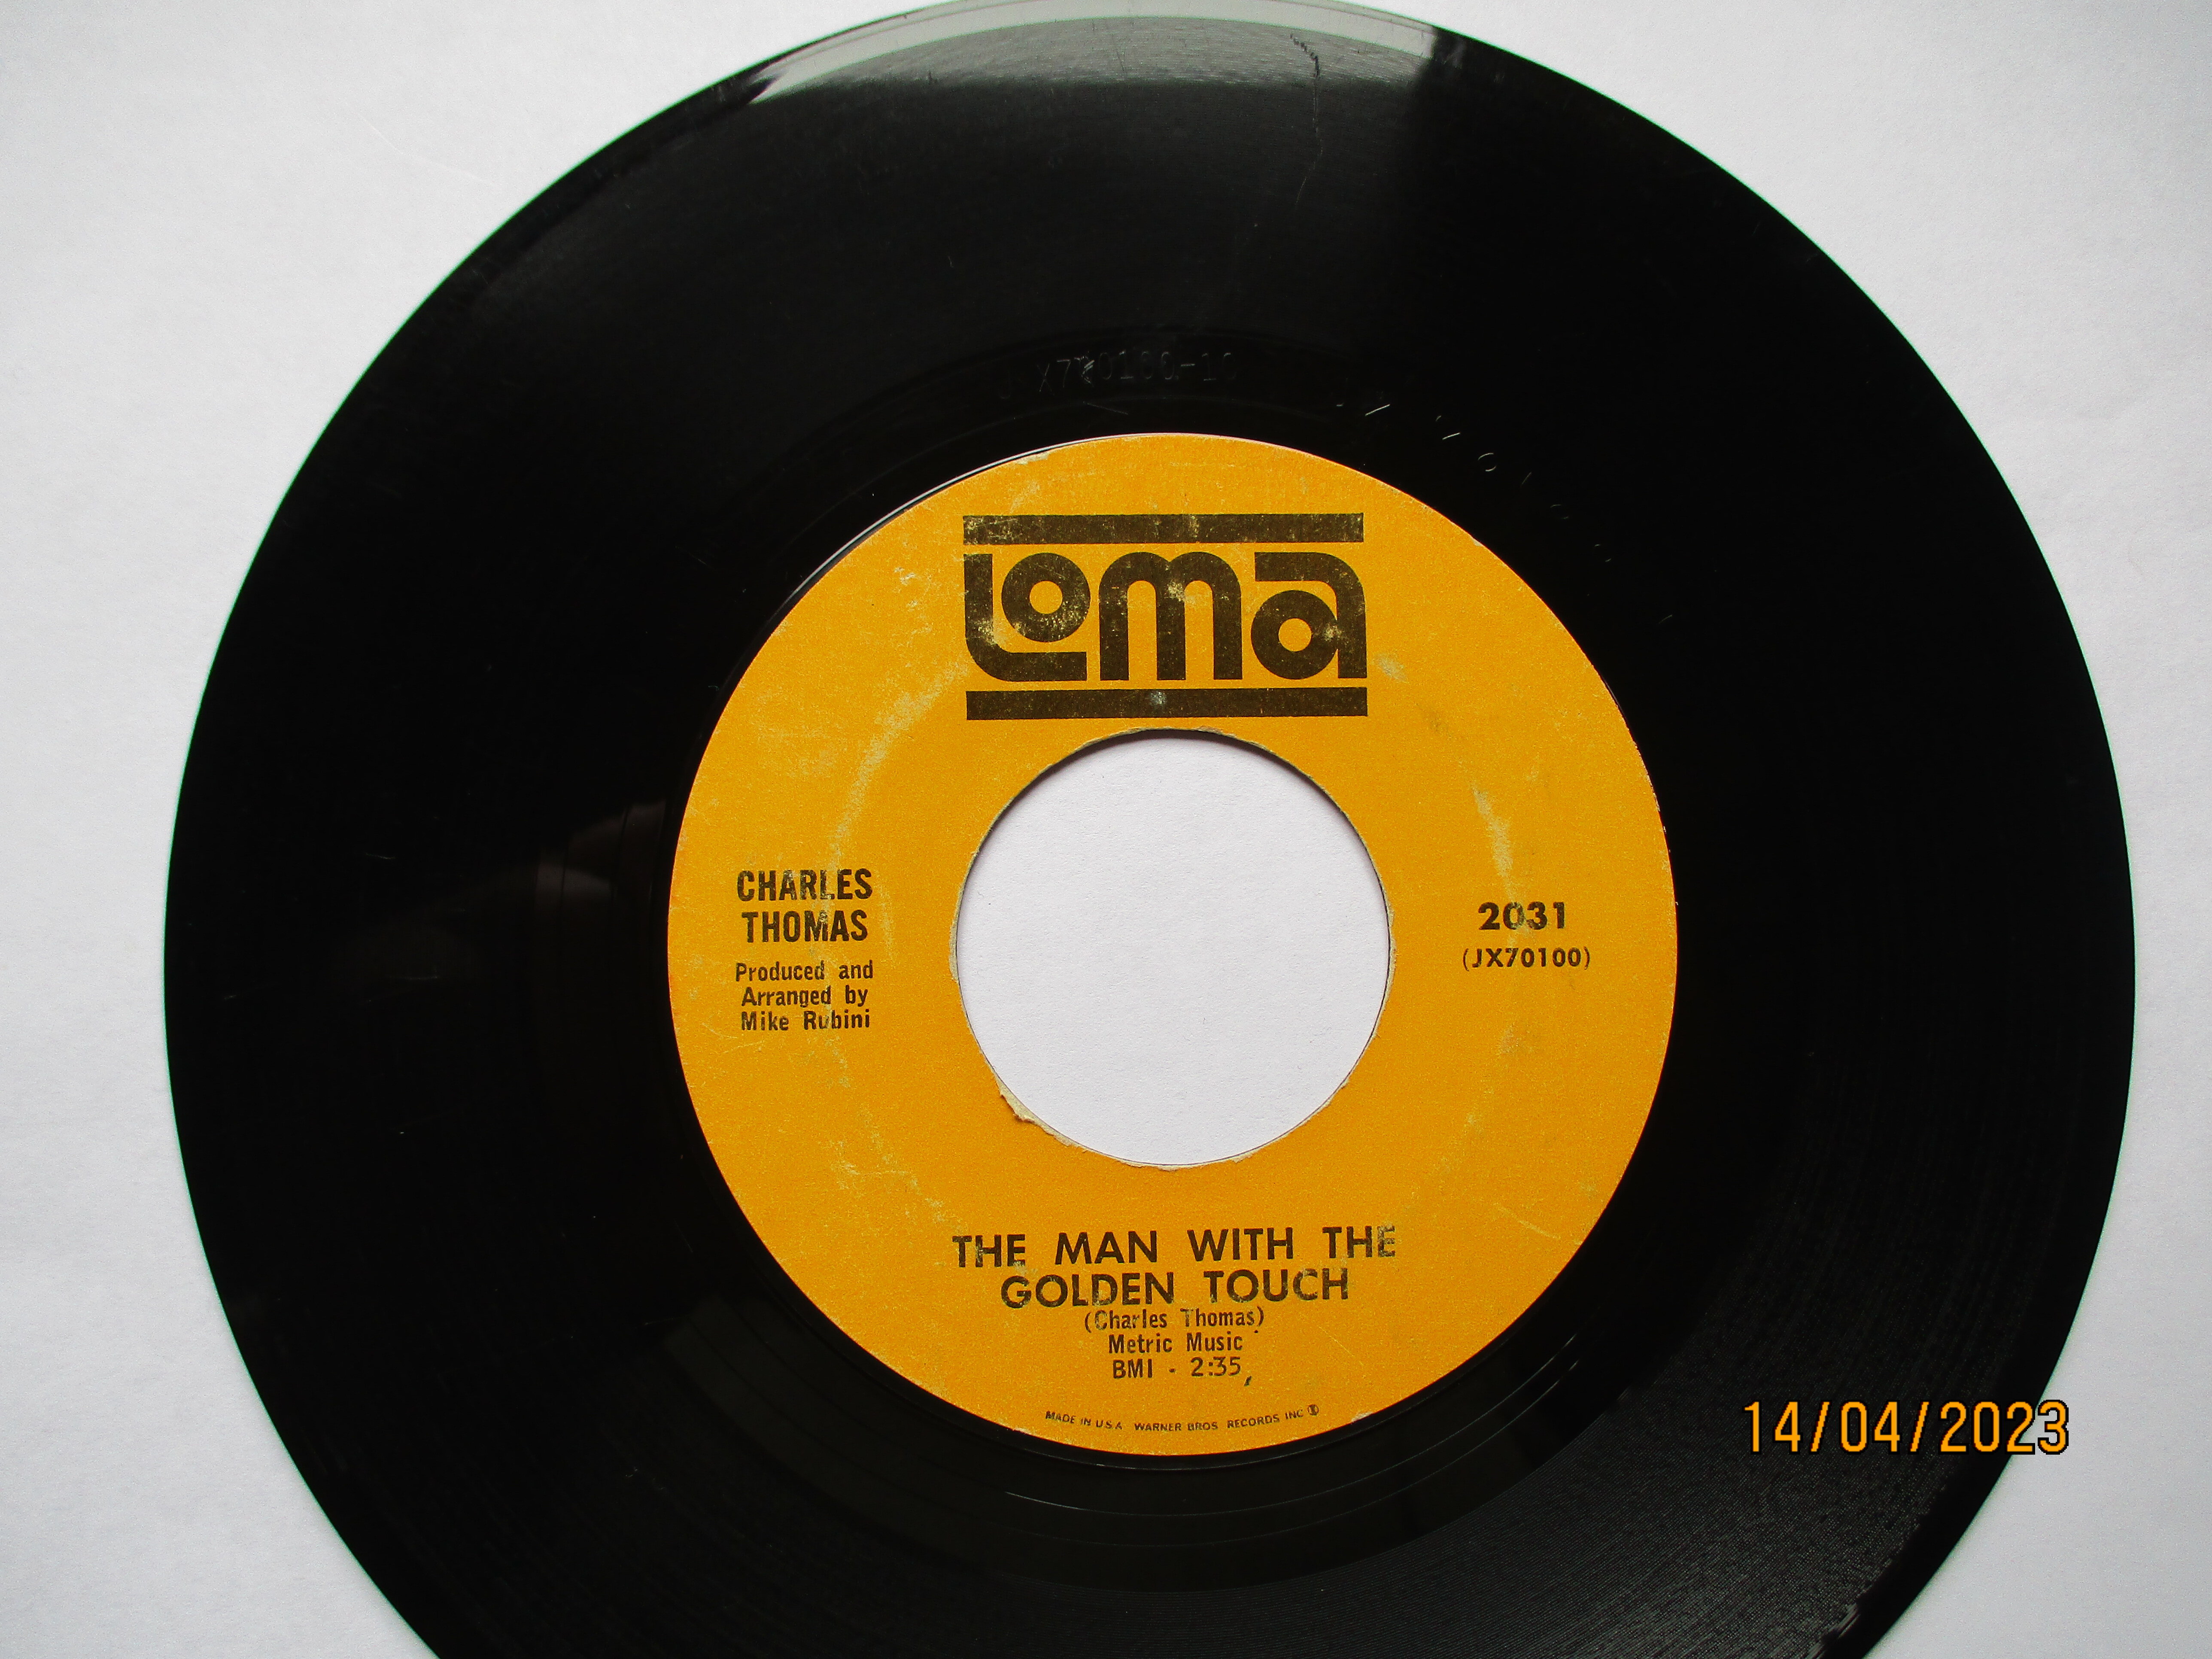 Loma
CHARLES
THOMAS
Produced and
Arranged by
Mike Rubini
2031
(JX70100)
THE MAN WITH THE
GOLDEN TOUCH
(Charles Thomas)
Metric Music
BMI - 2:35
MADE IN U.S.A. WARNER BROS. RECORDS INC.
14/04/2023